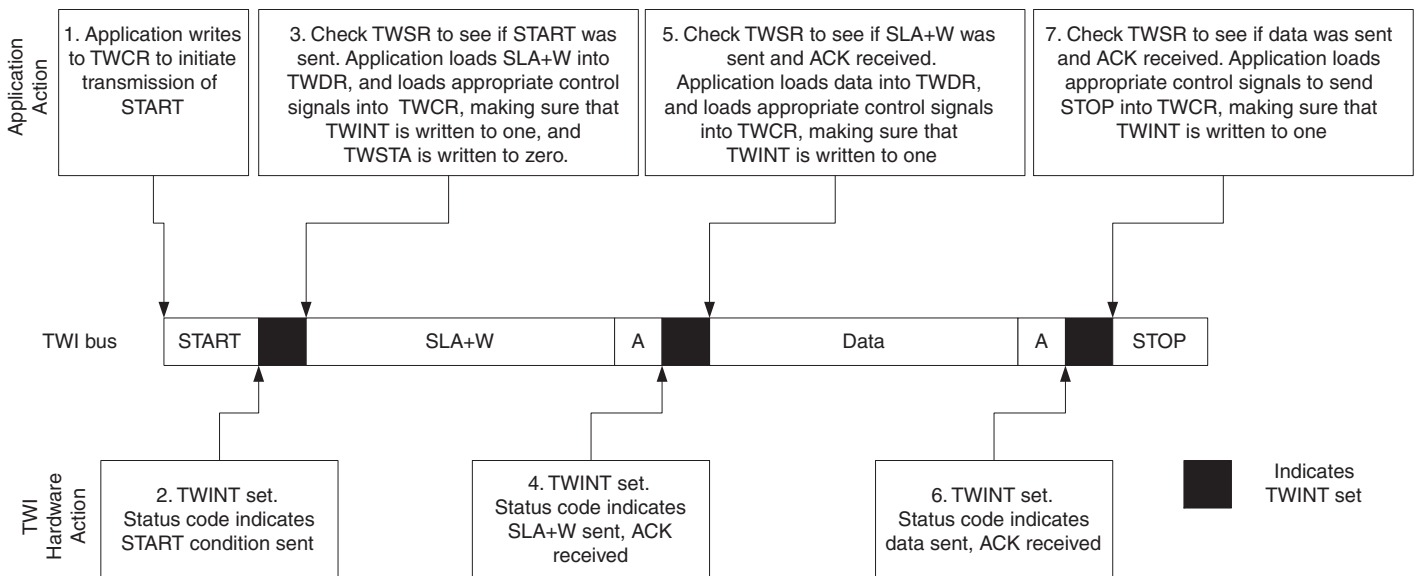 Application
Action
1. Application writes
to TWCR to initiate
transmission of
START
3. Check TWSR to see if START was
sent. Application loads SLA+W into
TWDR, and loads appropriate control
signals into TWCR, making sure that
TWINT is written to one, and
TWSTA is written to zero.
5. Check TWSR to see if SLA+W was
sent and ACK received.
Application loads data into TWDR,
and loads appropriate control signals
into TWCR, making sure that
TWINT is written to one
7. Check TWSR to see if data was sent
and ACK received. Application loads
appropriate control signals to send
STOP into TWCR, making sure that
TWINT is written to one
TWI bus
START
SLA+W
A
Data
A
STOP
TWI
Hardware
Action
2. TWINT set.
Status code indicates
START condition sent
4. TWINT set.
Status code indicates
SLA+W sent, ACK
received
6. TWINT set.
Status code indicates
data sent, ACK received
Indicates
TWINT set